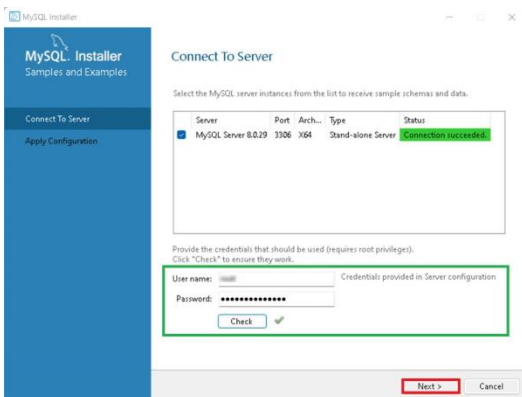 MySQL Installer
MySQL. Installer
Samples and Examples
Connect To Server
Apply Configuration
Connect To Server
Select the MySQL server instances from the list to receive sample schemas and data.
Server Port Arch... Type Status
MySQL Server 8.0.29 3306 X64 Stand-alone Server Connection succeeded.
Provide the credentials that should be used (requires root privileges).
Click "Check" to ensure they work.
User name: Credentials provided in Server configuration
Password: ●●●●●●●●●●●●●●
Check
Next > Cancel